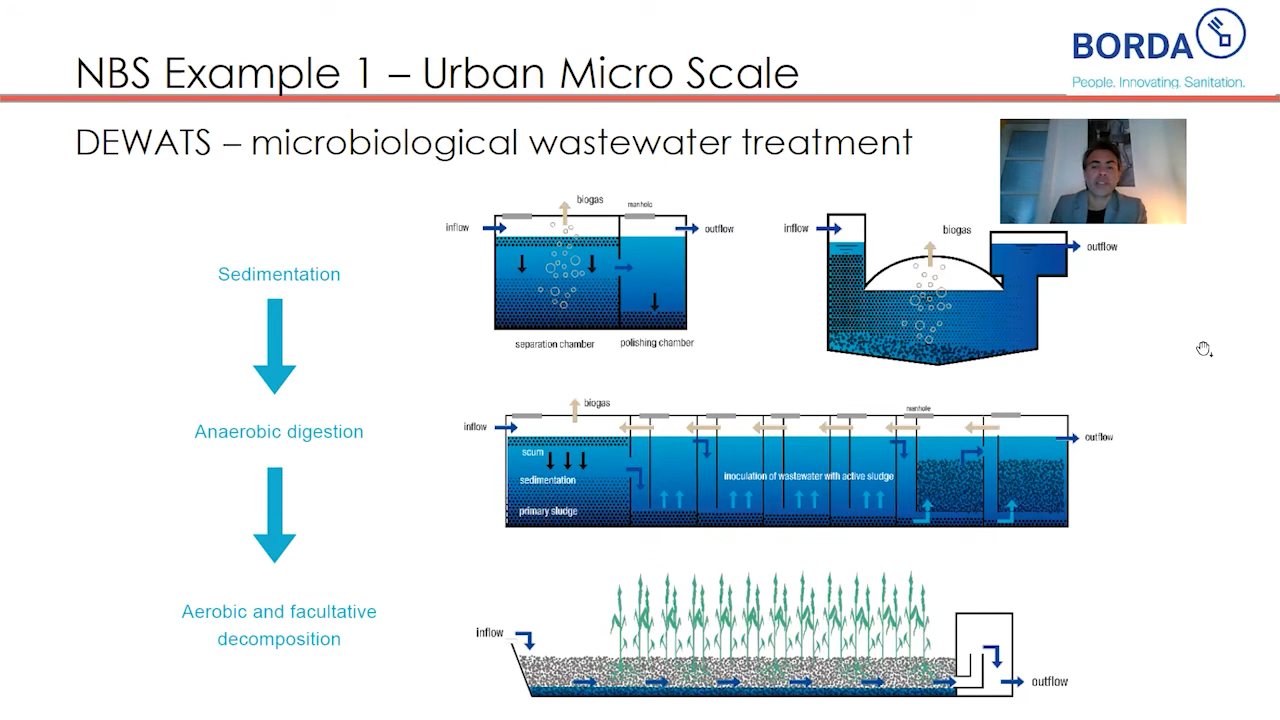 NBS Example 1 – Urban Micro Scale
BORDA
People. Innovating. Sanitation.
DEWATS – microbiological wastewater treatment
Sedimentation
inflow
biogas
manhole
outflow
separation chamber
polishing chamber
inflow
biogas
outflow
Anaerobic digestion
inflow
biogas
manhole
outflow
scum
sedimentation
primary sludge
inoculation of wastewater with active sludge
Aerobic and facultative
decomposition
inflow
outflow